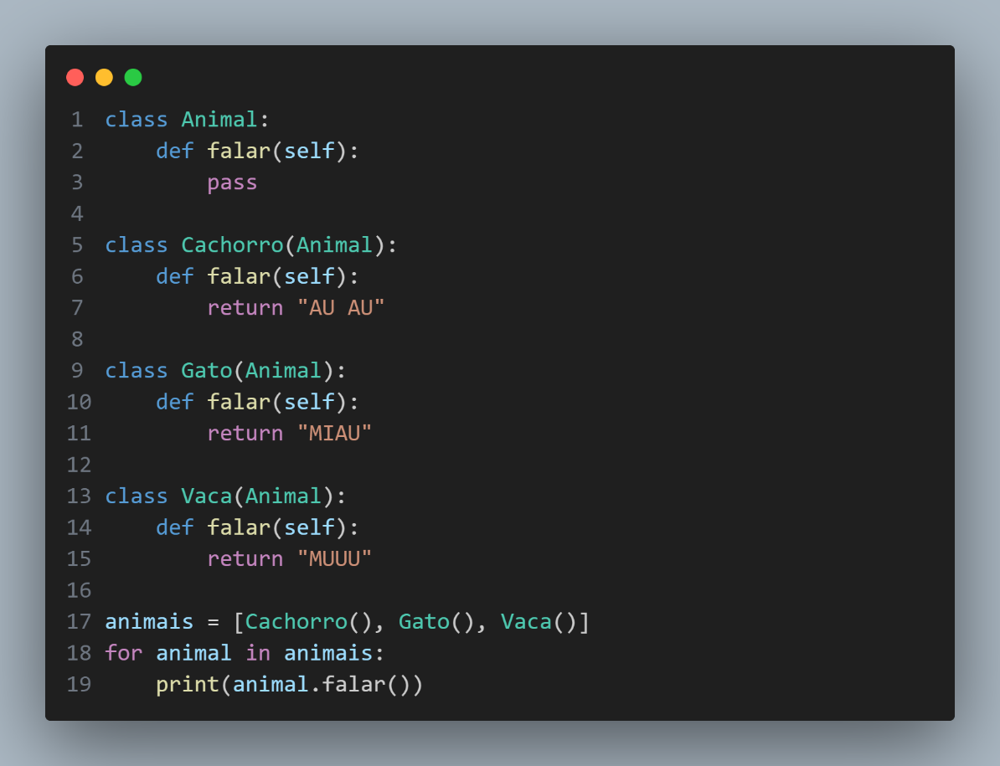 1 class Animal:
2     def falar(self):
3         pass
4
5 class Cachorro(Animal):
6     def falar(self):
7         return "AU AU"
8
9 class Gato(Animal):
10     def falar(self):
11         return "MIAU"
12
13 class Vaca(Animal):
14     def falar(self):
15         return "MUUU"
16
17 animais = [Cachorro(), Gato(), Vaca()]
18 for animal in animais:
19     print(animal.falar())